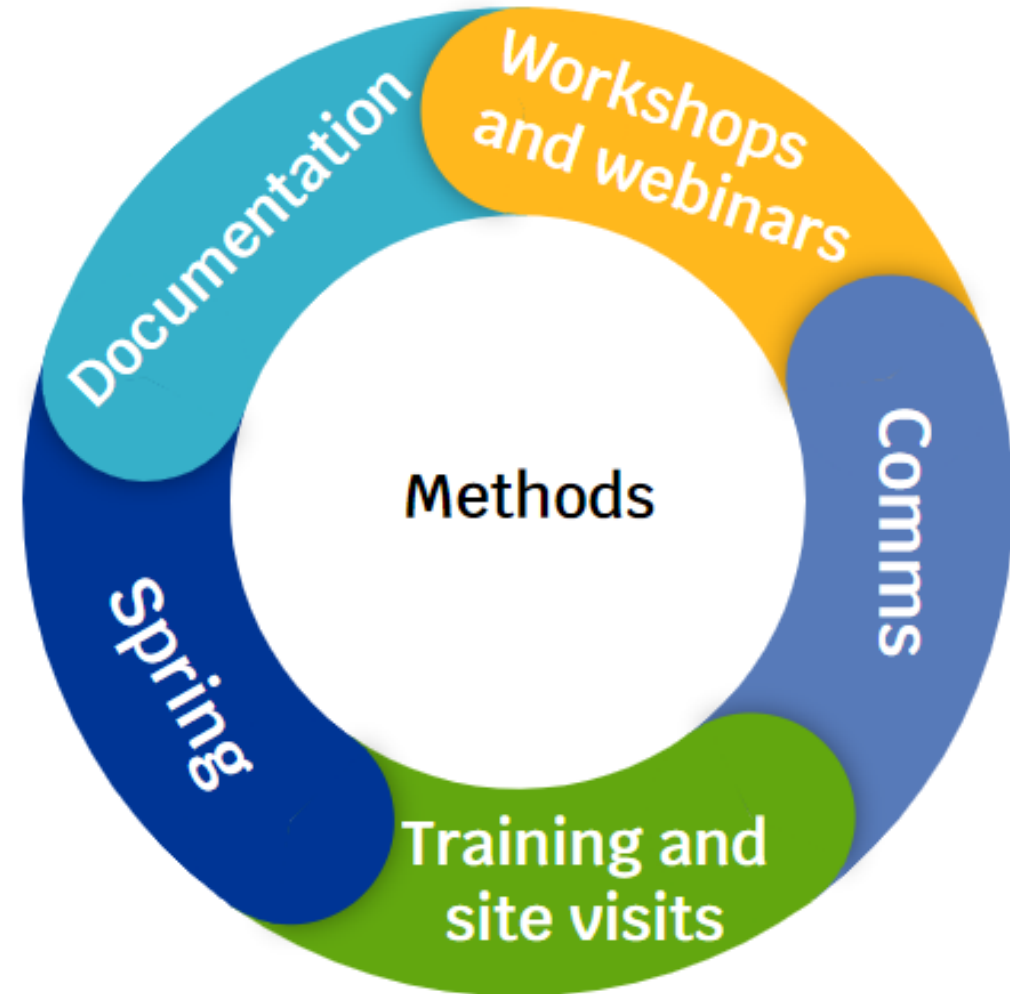 Workshops
and webinars
Comms
Training and
site visits
Spring
Documentation
Methods